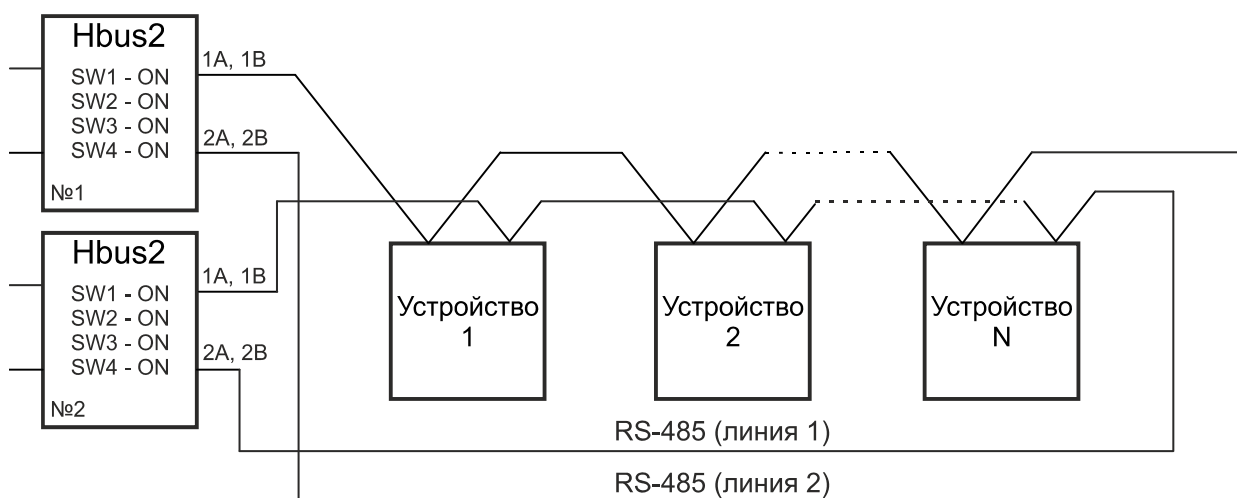 Hbus2
SW1 - ON
SW2 - ON
SW3 - ON
SW4 - ON
№1
1A, 1B
2A, 2B
Hbus2
SW1 - ON
SW2 - ON
SW3 - ON
SW4 - ON
№2
1A, 1B
2A, 2B
Устройство
1
Устройство
2
Устройство
N
RS-485 (линия 1)
RS-485 (линия 2)